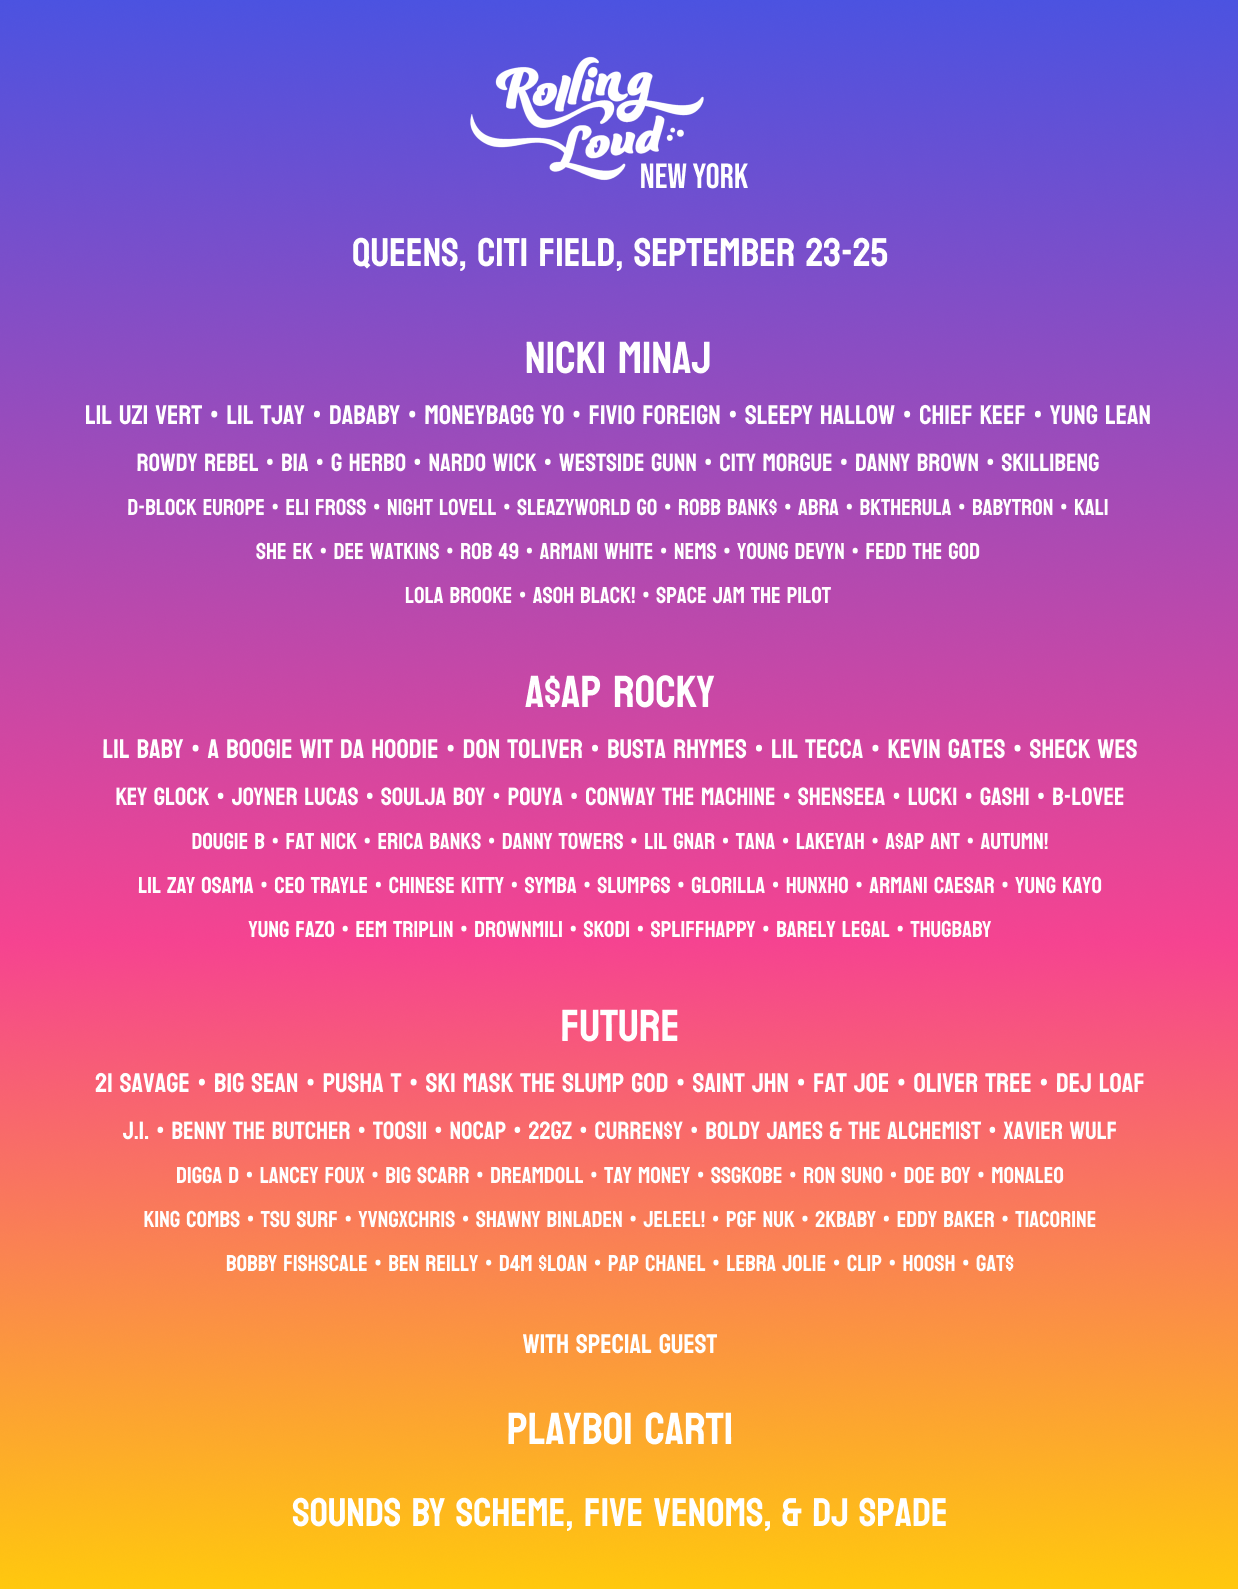 Rolling
Loud
NEW YORK
QUEENS, CITI FIELD, SEPTEMBER 23-25
NICKI MINAJ
LIL UZI VERT • LIL TJAY • DABABY • MONEYBAGG YO • FIVIO FOREIGN • SLEEPY HALLOW • CHIEF KEEF • YUNG LEAN
ROWDY REBEL • BIA • G HERBO • NARDO WICK • WESTSIDE GUNN • CITY MORGUE • DANNY BROWN • SKILLIBENG
D-BLOCK EUROPE • ELI FROSS • NIGHT LOVELL • SLEAZYWORLD GO • ROBB BANK$ • ABRA • BKTHERULA • BABYTRON • KALI
SHE EK • DEE WATKINS • ROB 49 • ARMANI WHITE • NEMS • YOUNG DEVYN • FEDD THE GOD
LOLA BROOKE • ASOH BLACK! • SPACE JAM THE PILOT
A$AP ROCKY
LIL BABY • A BOOGIE WIT DA HOODIE • DON TOLIVER • BUSTA RHYMES • LIL TECCA • KEVIN GATES • SHECK WES
KEY GLOCK • JOYNER LUCAS • SOULJA BOY • POUYA • CONWAY THE MACHINE • SHENSEEA • LUCKI • GASHI • B-LOVEE
DOUGIE B • FAT NICK • ERICA BANKS • DANNY TOWERS • LIL GNAR • TANA • LAKEYAH • A$AP ANT • AUTUMN!
LIL ZAY OSAMA • CEO TRAYLE • CHINESE KITTY • SYMBA • SLUMP6S • GLORILLA • HUNXHO • ARMANI CAESAR • YUNG KAYO
YUNG FAZO • EEM TRIPLIN • DROWNMILI • SKODI • SPLIFFHAPPY • BARELY LEGAL • THUGBABY
FUTURE
21 SAVAGE • BIG SEAN • PUSHA T • SKI MASK THE SLUMP GOD • SAINT JHN • FAT JOE • OLIVER TREE • DEJ LOAF
J.I. • BENNY THE BUTCHER • TOOSII • NOCAP • 22GZ • CURREN$Y • BOLDY JAMES & THE ALCHEMIST • XAVIER WULF
DIGGA D • LANCEY FOUX • BIG SCARR • DREAMDOLL • TAY MONEY • SSGKOBE • RON SUNO • DOE BOY • MONALEO
KING COMBS • TSU SURF • YVNGXCHRIS • SHAWNY BINLADEN • JELEEL! • PGF NUK • 2KBABY • EDDY BAKER • TIACORINE
BOBBY FISHSCALE • BEN REILLY • D4M $LOAN • PAP CHANEL • LEBRA JOLIE • CLIP • HOOSH • GAT$
WITH SPECIAL GUEST
PLAYBOI CARTI
SOUNDS BY SCHEME, FIVE VENOMS, & DJ SPADE